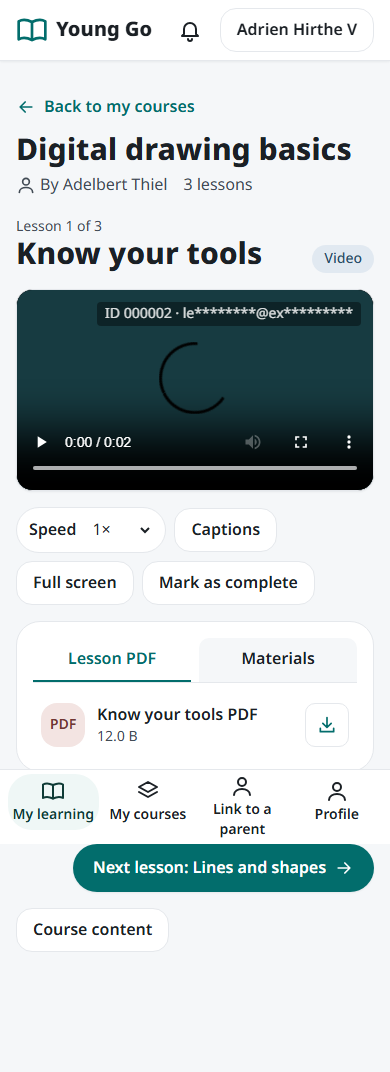 Young Go
Adrien Hirthe V
Back to my courses
Digital drawing basics
By Adelbert Thiel 3 lessons
Lesson 1 of 3
Know your tools
Video
ID 000002 · le********@ex*********
0:00 / 0:02
Speed 1×
Captions
Full screen
Mark as complete
Lesson PDF
Materials
PDF
Know your tools PDF
12.0 B
My learning
My courses
Link to a
parent
Profile
Next lesson: Lines and shapes
Course content